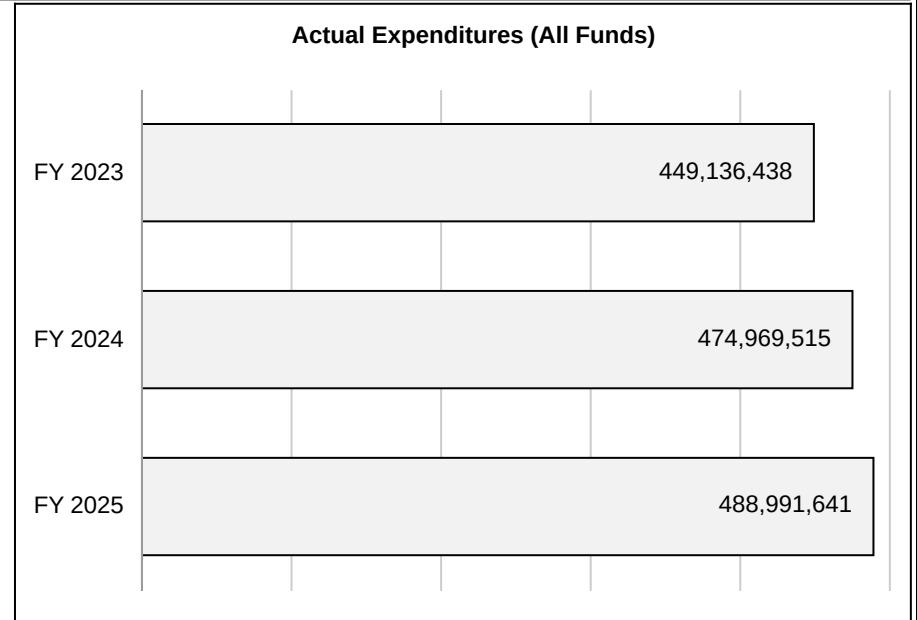 Actual Expenditures (All Funds)
FY 2023
449,136,438
FY 2024
474,969,515
FY 2025
488,991,641